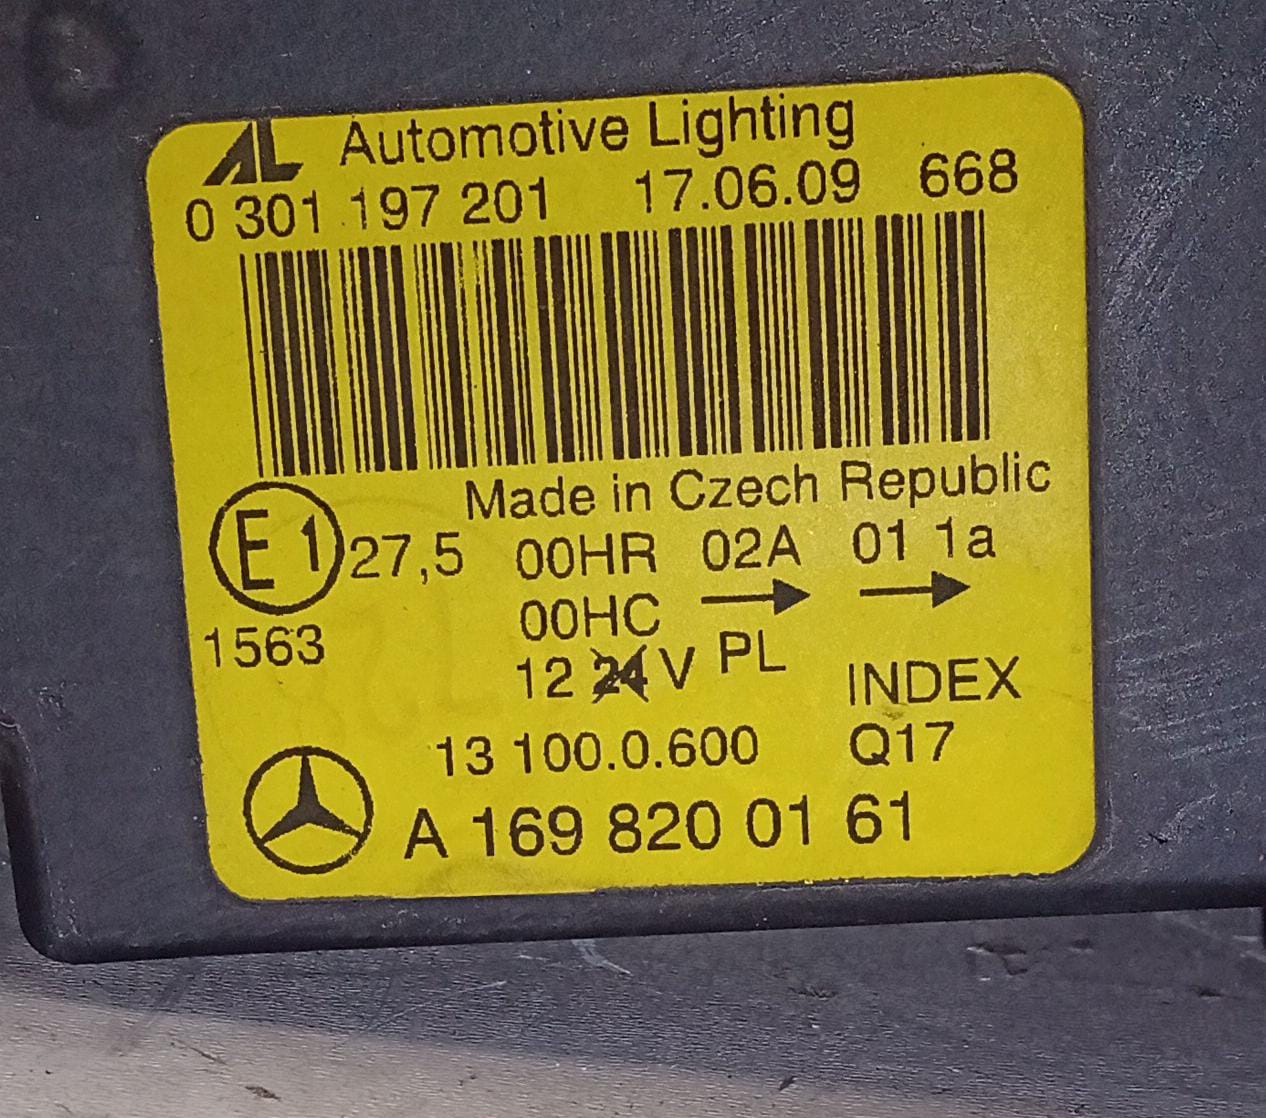 AL Automotive Lighting
0 301 197 201 17.06.09 668
Made in Czech Republic
E1 27,5 00HR 02A 01 1a
00HC → →
1563 12 24 V PL INDEX
13 100.0.600 Q17
A 169 820 01 61